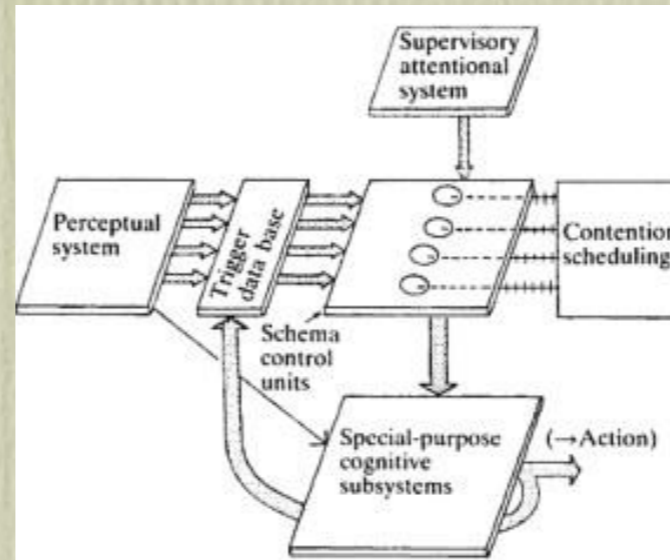 Supervisory
attentional
system
Perceptual
system
Trigger
data base
Contention
scheduling
Schema
control
units
Special-purpose
cognitive
subsystems
(→Action)